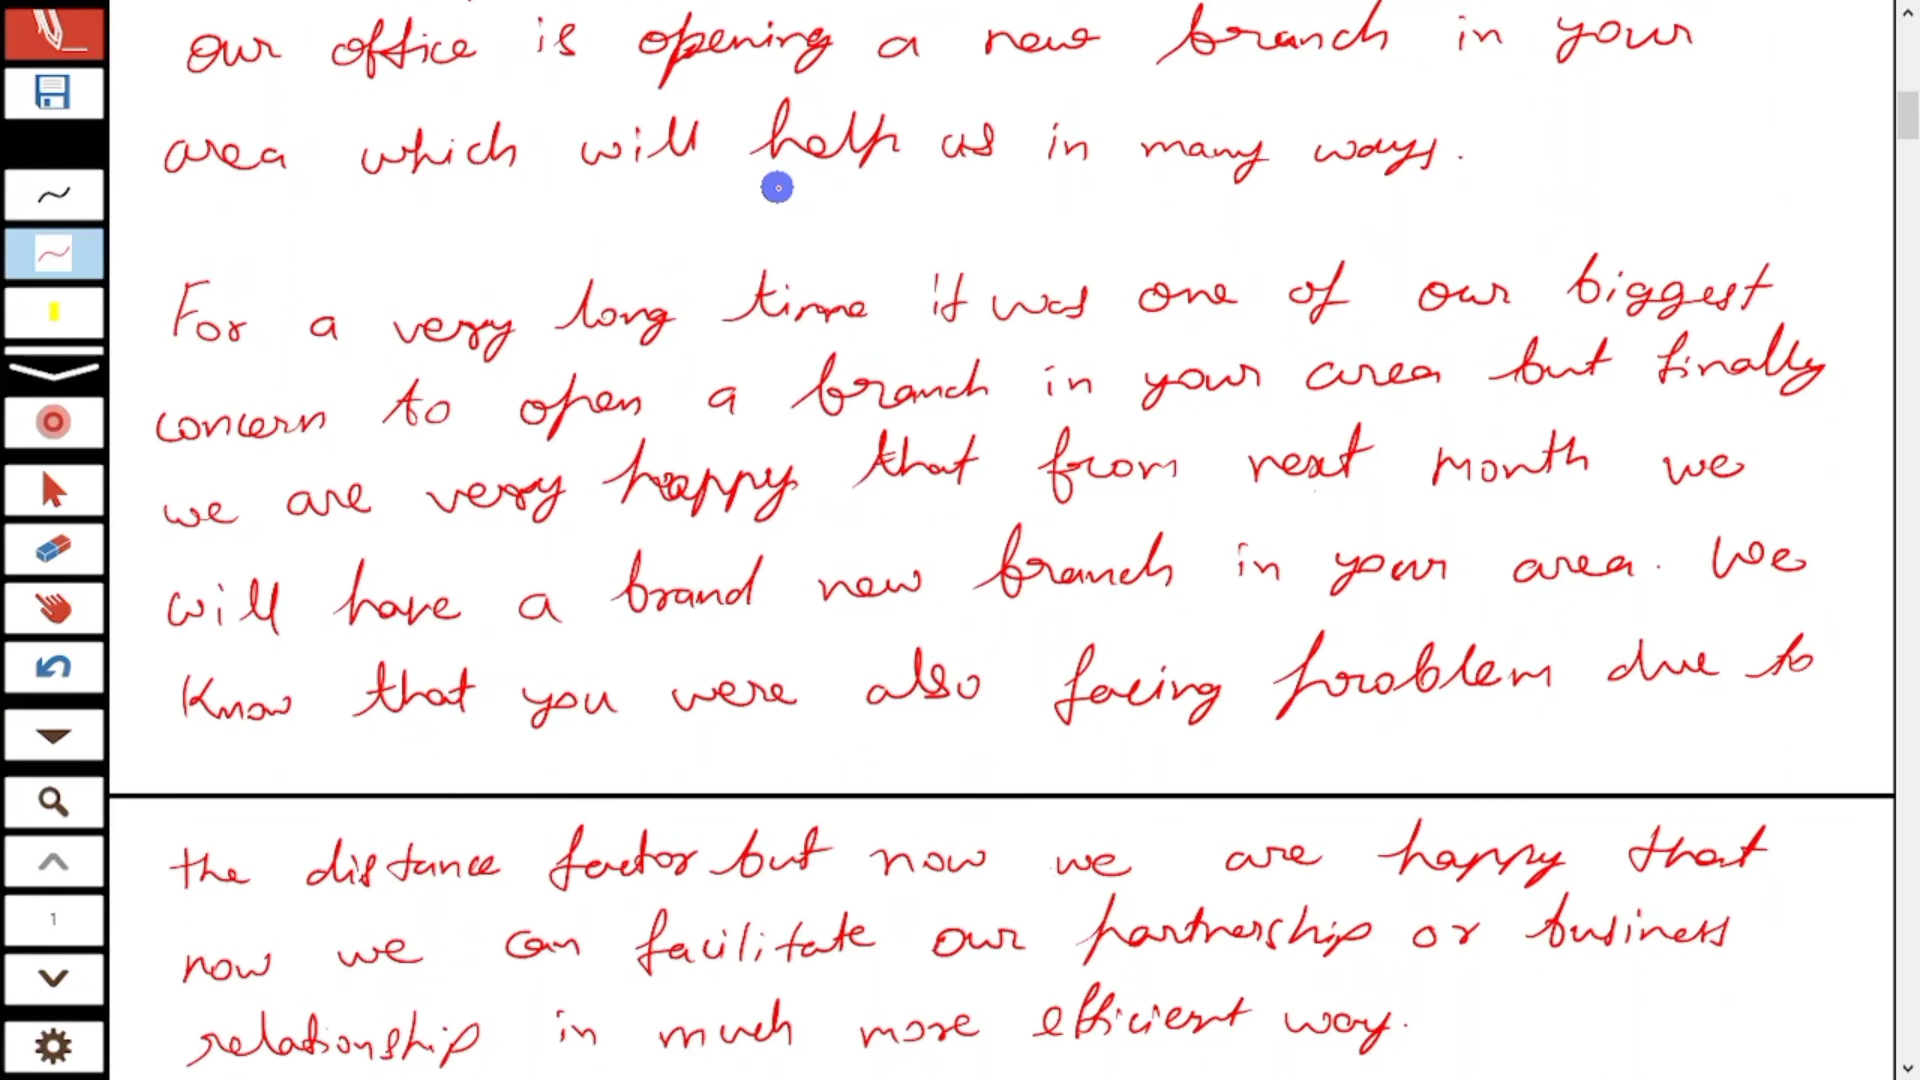 our office is opening a new branch in your
area which will help us in many ways.
For a very long time it was one of our biggest
concern to open a branch in your area but finally
we are very happy that from next month we
will have a brand new branch in your area. We
know that you were also facing problem due to
the distance factor but now we are happy that
now we can facilitate our partnership or business
relationship in much more efficient way.
1